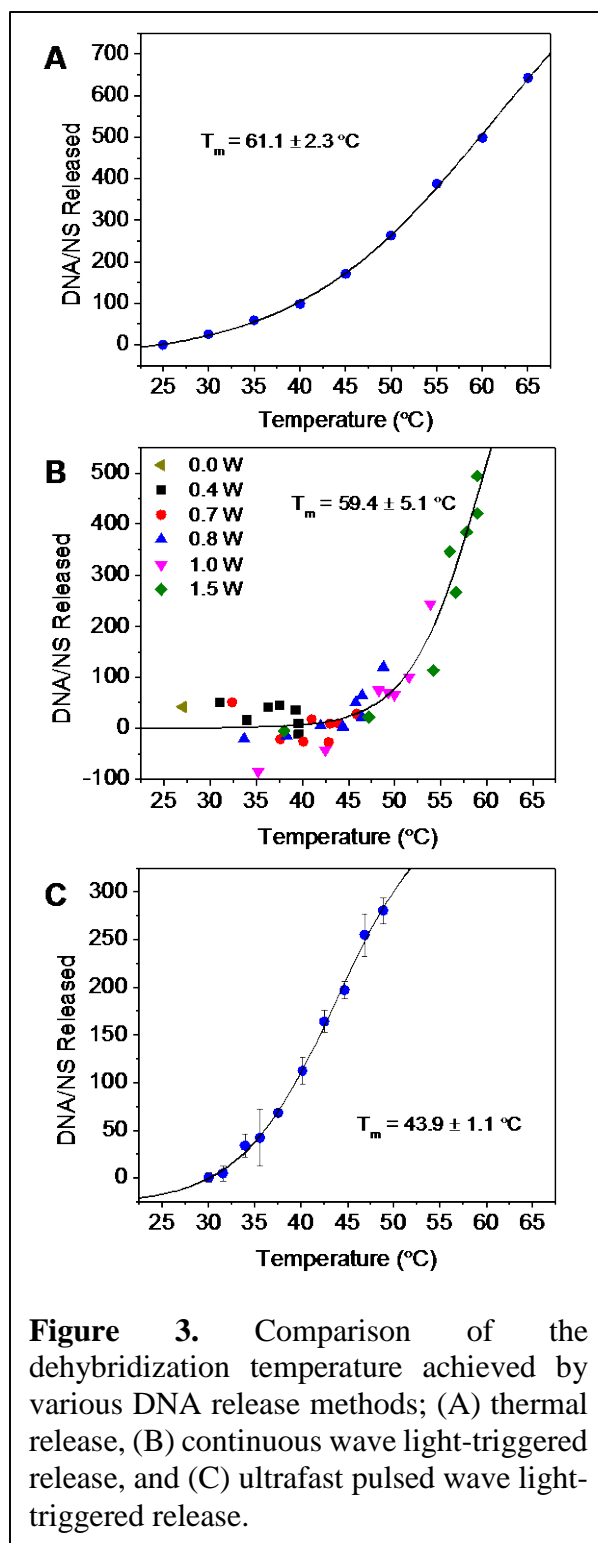 A
700
600
500
400
300
200
100
0
DNA/NS Released
T_m = 61.1 ± 2.3 °C
25 30 35 40 45 50 55 60 65
Temperature (°C)
B
500
400
300
200
100
0
-100
DNA/NS Released
0.0 W
0.4 W
0.7 W
0.8 W
1.0 W
1.5 W
T_m = 59.4 ± 5.1 °C
25 30 35 40 45 50 55 60 65
Temperature (°C)
C
300
250
200
150
100
50
0
DNA/NS Released
T_m = 43.9 ± 1.1 °C
25 30 35 40 45 50 55 60 65
Temperature (°C)
Figure 3. Comparison of the
dehybridization temperature achieved by
various DNA release methods; (A) thermal
release, (B) continuous wave light-triggered
release, and (C) ultrafast pulsed wave light-
triggered release.